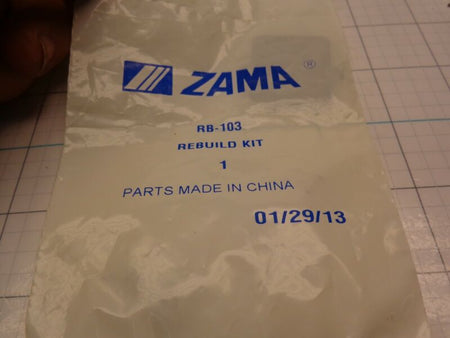 ZAMA ®
RB-103
REBUILD KIT
1
PARTS MADE IN CHINA
01/29/13